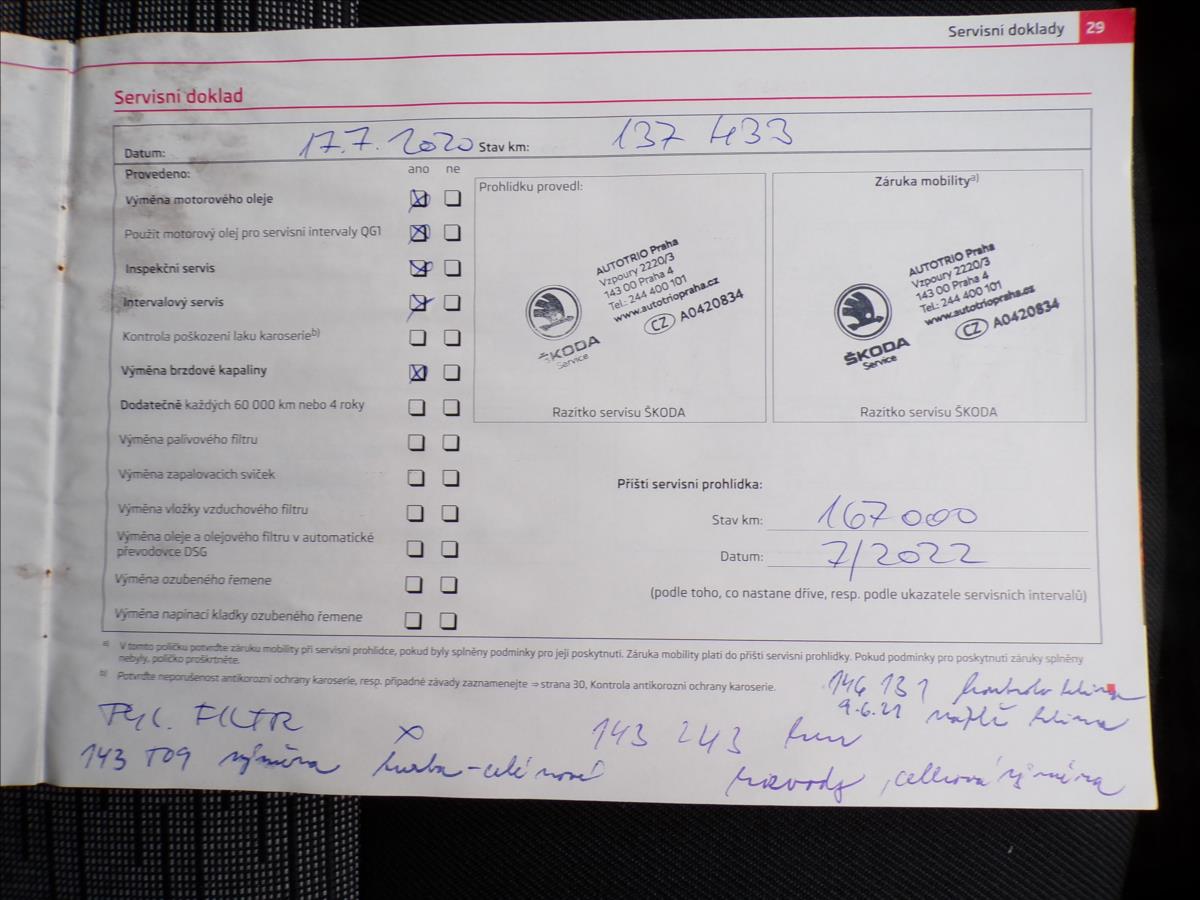 Servisní doklady 29
Servisní doklad
Datum: 17.7.2020 Stav km: 137 433
Provedeno: ano ne
Výměna motorového oleje
Použit motorový olej pro servisní intervaly QG1
Inspekční servis
Intervalový servis
Kontrola poškození laku karoserie b)
Výměna brzdové kapaliny
Dodatečně každých 60 000 km nebo 4 roky
Výměna palivového filtru
Výměna zapalovacích svíček
Výměna vložky vzduchového filtru
Výměna oleje a olejového filtru v automatické
převodovce DSG
Výměna ozubeného řemene
Výměna napínací kladky ozubeného řemene
Prohlídku provedl:
AUTOTRIO Praha
Vzpoury 2220/3
143 00 Praha 4
Tel.: 244 400 101
www.autotriopraha.cz
CZ A0420834
ŠKODA
Service
Razítko servisu ŠKODA
Záruka mobility a)
AUTOTRIO Praha
Vzpoury 2220/3
143 00 Praha 4
Tel.: 244 400 101
www.autotriopraha.cz
CZ A0420834
ŠKODA
Service
Razítko servisu ŠKODA
Příští servisní prohlídka:
Stav km: 167 000
Datum: 7/2022
(podle toho, co nastane dříve, resp. podle ukazatele servisních intervalů)
a) V tomto políčku potvrďte záruku mobility při servisní prohlídce, pokud byly splněny podmínky pro její poskytnutí. Záruka mobility platí do příští servisní prohlídky. Pokud podmínky pro poskytnutí záruky splněny
nebyly, políčko proškrtněte.
b) Potvrďte neporušenost antikorozní ochrany karoserie, resp. případné závady zaznamenejte ⇒ strana 30, Kontrola antikorozní ochrany karoserie.
146 131 kontrola klima
9.6.21 klima
PYL. FILTR
143 243 km
143 709 výměna turba - celé nové
rozvody, celková výměna